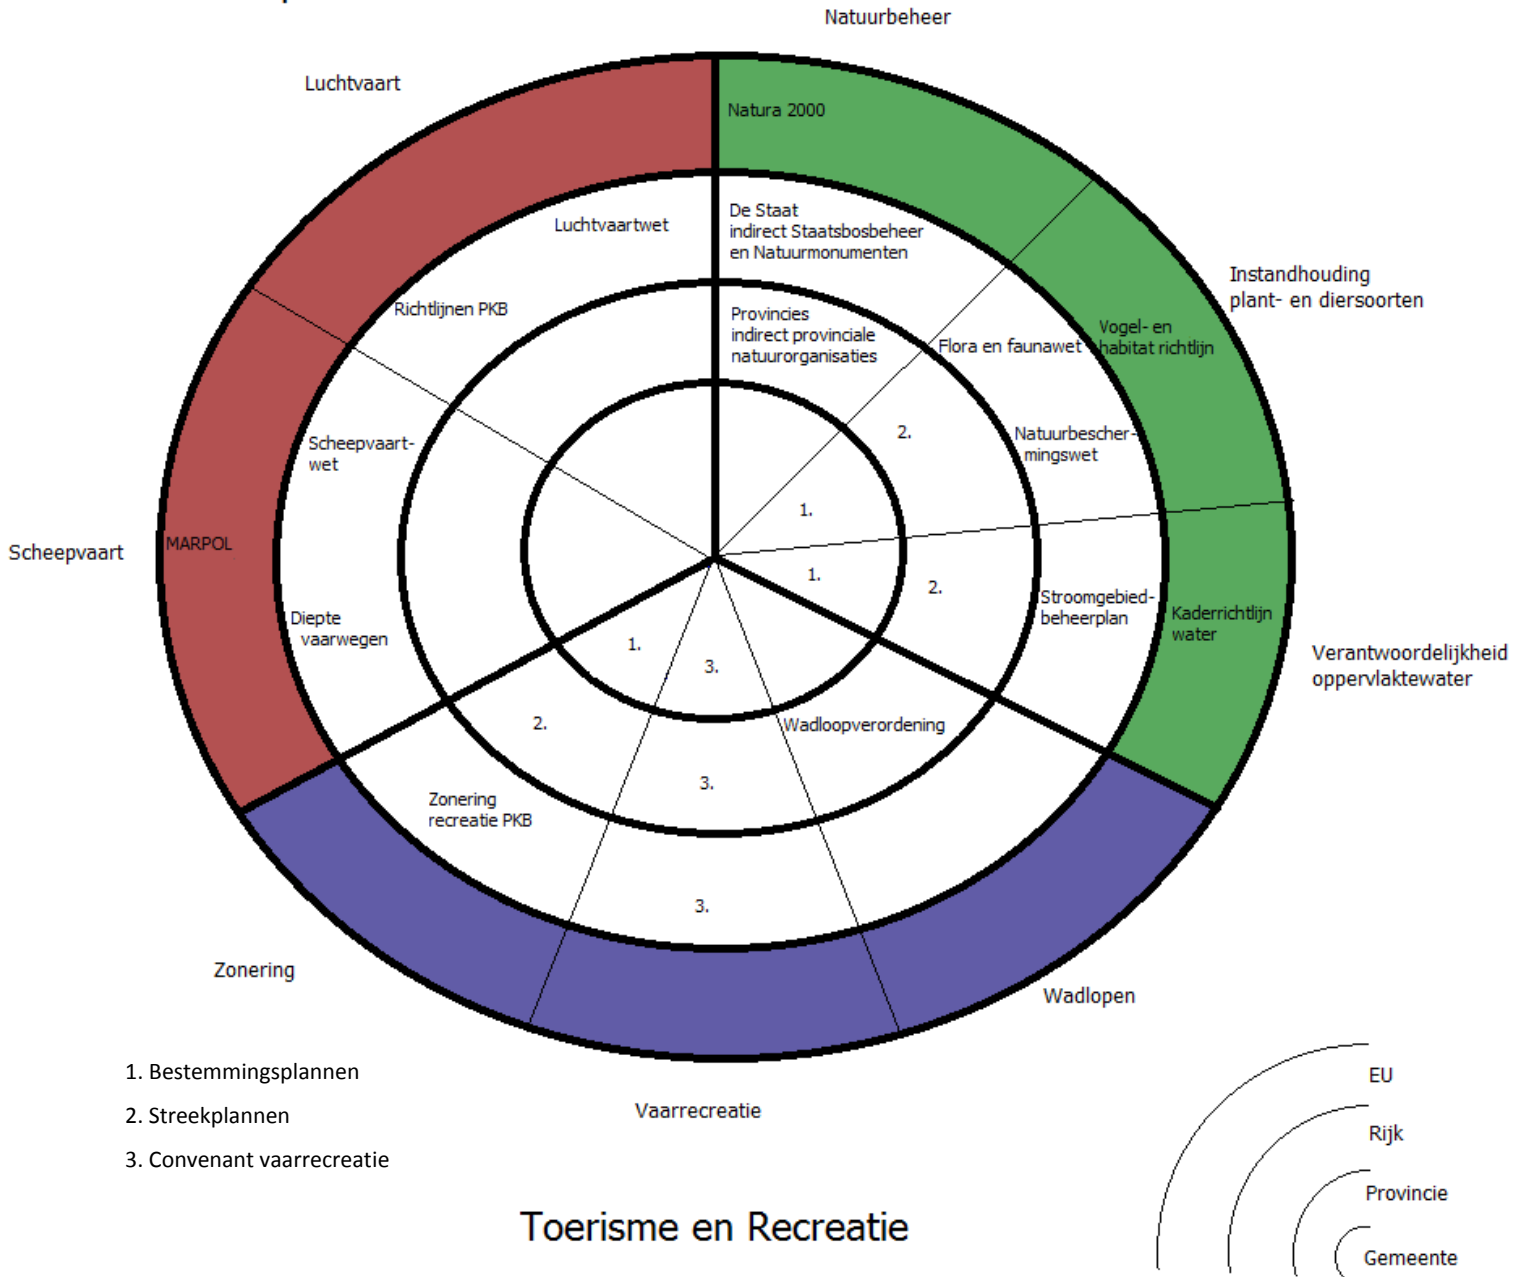 Natuurbeheer
Luchtvaart
Natura 2000
De Staat
indirect Staatsbosbeheer
en Natuurmonumenten
Luchtvaartwet
Instandhouding
plant- en diersoorten
Richtlijnen PKB
Provincies
indirect provinciale
natuurorganisaties
Flora en faunawet
Vogel- en
habitat richtlijn
2.
Natuurbescher-
mingswet
Scheepvaart-
wet
1.
Scheepvaart
MARPOL
1.
2.
Stroomgebied-
beheerplan
Kaderrichtlijn
water
Diepte
vaarwegen
Verantwoordelijkheid
oppervlaktewater
1.
3.
2.
Wadloopverordening
3.
Zonering
recreatie PKB
3.
Zonering
Wadlopen
1. Bestemmingsplannen
2. Streekplannen
3. Convenant vaarrecreatie
Vaarrecreatie
EU
Rijk
Provincie
Gemeente
Toerisme en Recreatie